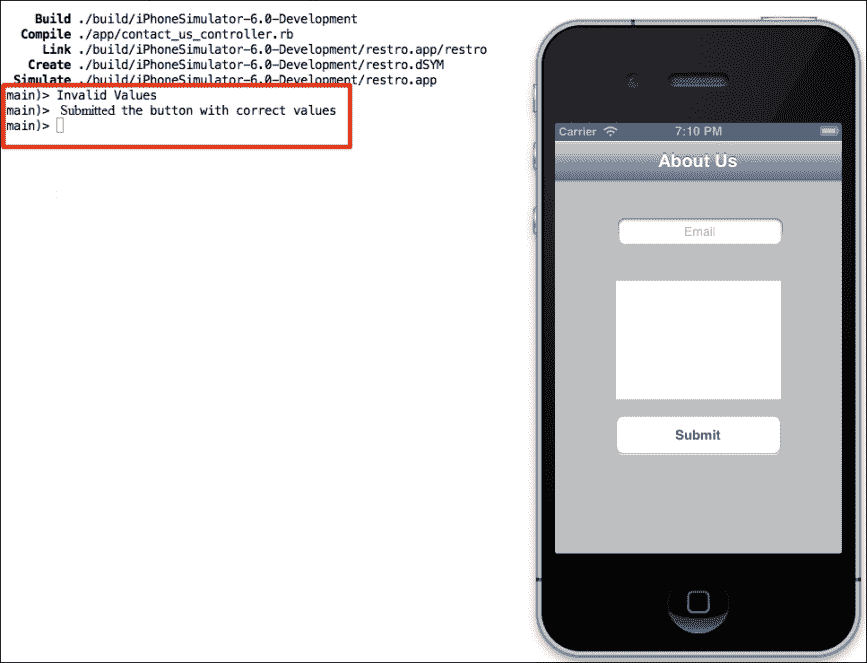 Build ./build/iPhoneSimulator-6.0-Development
Compile ./app/contact_us_controller.rb
Link ./build/iPhoneSimulator-6.0-Development/restro.app/restro
Create ./build/iPhoneSimulator-6.0-Development/restro.dSYM
Simulate ./build/iPhoneSimulator-6.0-Development/restro.app
main)> Invalid Values
main)> Submitted the button with correct values
main)>
Carrier 7:10 PM
About Us
Email
Submit